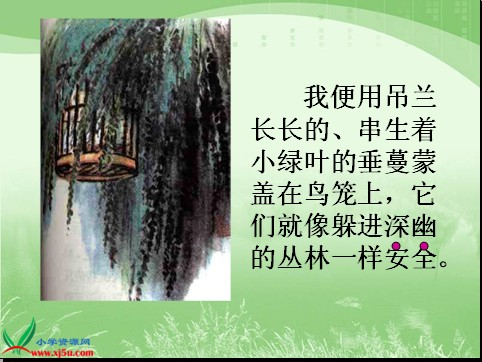 我便用吊兰
长长的、串生着
小绿叶的垂蔓蒙
盖在鸟笼上，它
们就像躲进深幽
的丛林一样安全。
小学资源网
www.xj5u.com